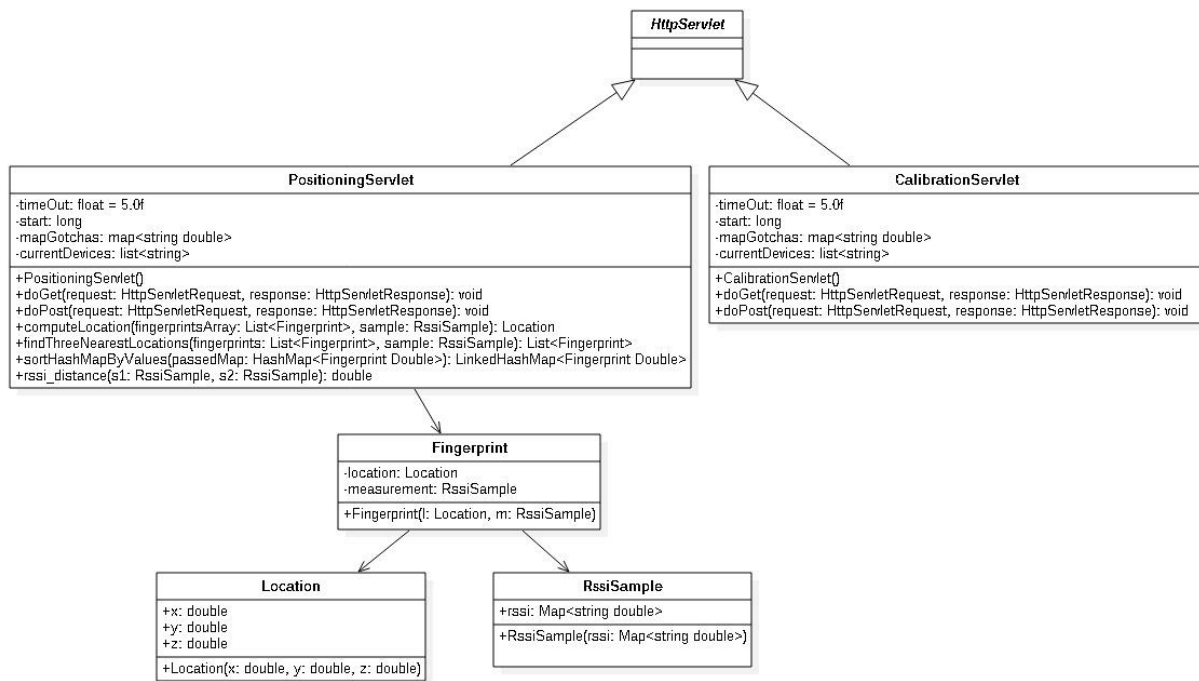 HttpServlet
PositioningServlet
-timeOut: float = 5.0f
-start: long
-mapGotchas: map<string double>
-currentDevices: list<string>
+PositioningServlet()
+doGet(request: HttpServletRequest, response: HttpServletResponse): void
+doPost(request: HttpServletRequest, response: HttpServletResponse): void
+computeLocation(fingerprintsArray: List<Fingerprint>, sample: RssiSample): Location
+findThreeNearestLocations(fingerprints: List<Fingerprint>, sample: RssiSample): List<Fingerprint>
+sortHashMapByValues(passedMap: HashMap<Fingerprint Double>): LinkedHashMap<Fingerprint Double>
+rssi_distance(s1: RssiSample, s2: RssiSample): double
CalibrationServlet
-timeOut: float = 5.0f
-start: long
-mapGotchas: map<string double>
-currentDevices: list<string>
+CalibrationServlet()
+doGet(request: HttpServletRequest, response: HttpServletResponse): void
+doPost(request: HttpServletRequest, response: HttpServletResponse): void
Fingerprint
-location: Location
-measurement: RssiSample
+Fingerprint(l: Location, m: RssiSample)
Location
+x: double
+y: double
+z: double
+Location(x: double, y: double, z: double)
RssiSample
+rssi: Map<string double>
+RssiSample(rssi: Map<string double>)